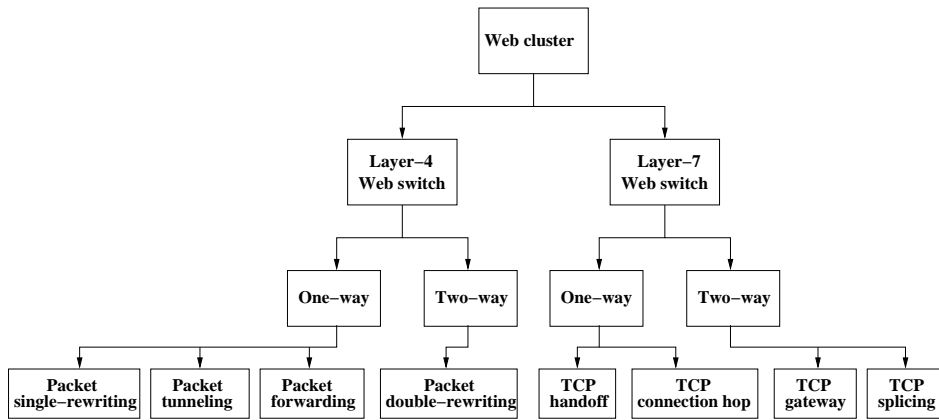 Web cluster
Layer−4
Web switch
Layer−7
Web switch
One−way
Two−way
One−way
Two−way
Packet
single−rewriting
Packet
tunneling
Packet
forwarding
Packet
double−rewriting
TCP
handoff
TCP
connection hop
TCP
gateway
TCP
splicing